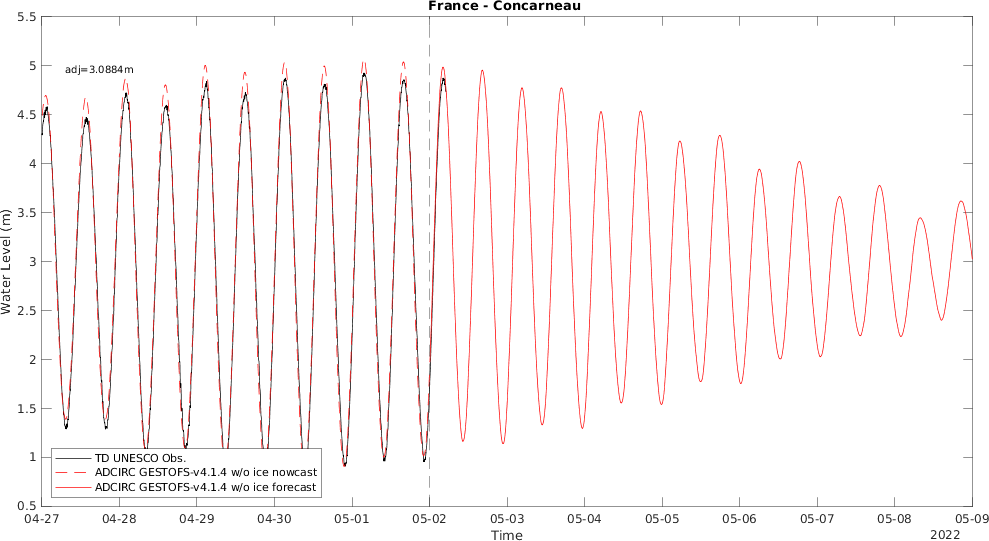 France - Concarneau
adj=3.0884m
Water Level (m)
5.5
5
4.5
4
3.5
3
2.5
2
1.5
1
0.5
TD UNESCO Obs.
ADCIRC GESTOFS-v4.1.4 w/o ice nowcast
ADCIRC GESTOFS-v4.1.4 w/o ice forecast
04-27 04-28 04-29 04-30 05-01 05-02 05-03 05-04 05-05 05-06 05-07 05-08 05-09
Time
2022